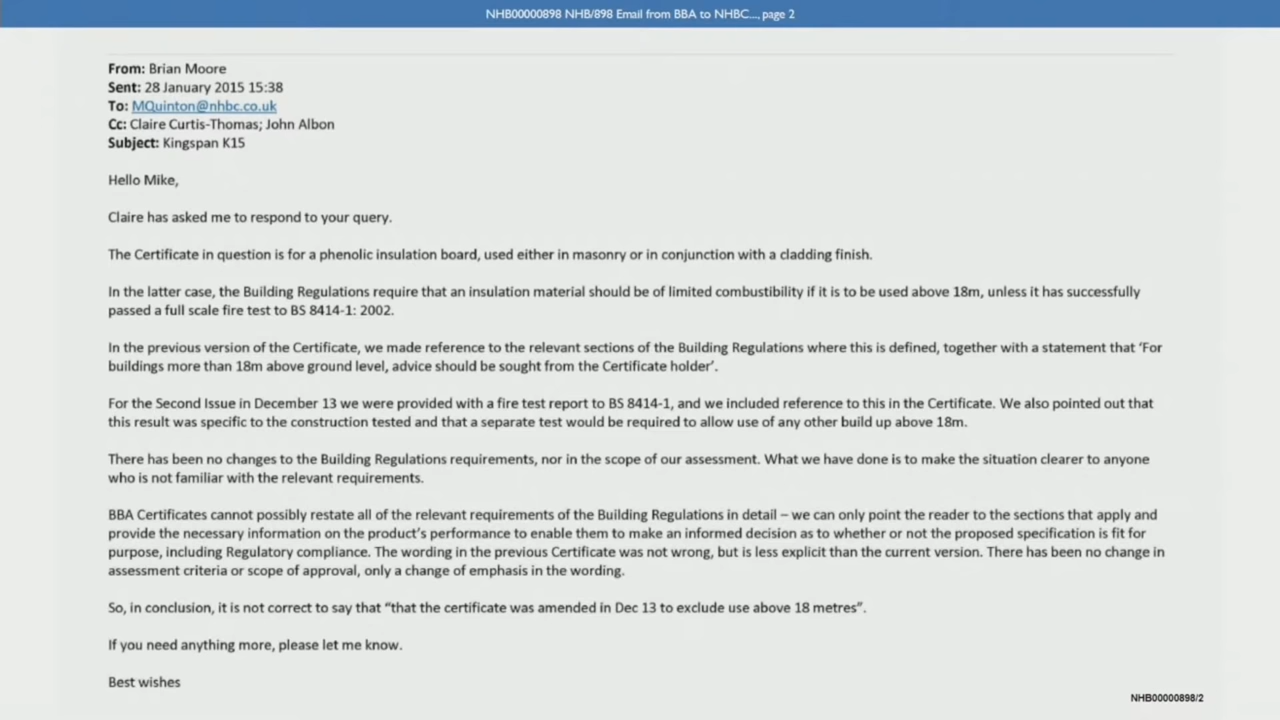 NHB00000898 NHB/898 Email from BBA to NHBC..., page 2
From: Brian Moore
Sent: 28 January 2015 15:38
To: MQuinton@nhbc.co.uk
Cc: Claire Curtis-Thomas; John Albon
Subject: Kingspan K15
Hello Mike,
Claire has asked me to respond to your query.
The Certificate in question is for a phenolic insulation board, used either in masonry or in conjunction with a cladding finish.
In the latter case, the Building Regulations require that an insulation material should be of limited combustibility if it is to be used above 18m, unless it has successfully
passed a full scale fire test to BS 8414-1: 2002.
In the previous version of the Certificate, we made reference to the relevant sections of the Building Regulations where this is defined, together with a statement that ‘For
buildings more than 18m above ground level, advice should be sought from the Certificate holder’.
For the Second Issue in December 13 we were provided with a fire test report to BS 8414-1, and we included reference to this in the Certificate. We also pointed out that
this result was specific to the construction tested and that a separate test would be required to allow use of any other build up above 18m.
There has been no changes to the Building Regulations requirements, nor in the scope of our assessment. What we have done is to make the situation clearer to anyone
who is not familiar with the relevant requirements.
BBA Certificates cannot possibly restate all of the relevant requirements of the Building Regulations in detail – we can only point the reader to the sections that apply and
provide the necessary information on the product’s performance to enable them to make an informed decision as to whether or not the proposed specification is fit for
purpose, including Regulatory compliance. The wording in the previous Certificate was not wrong, but is less explicit than the current version. There has been no change in
assessment criteria or scope of approval, only a change of emphasis in the wording.
So, in conclusion, it is not correct to say that “that the certificate was amended in Dec 13 to exclude use above 18 metres”.
If you need anything more, please let me know.
Best wishes
NHB00000898/2